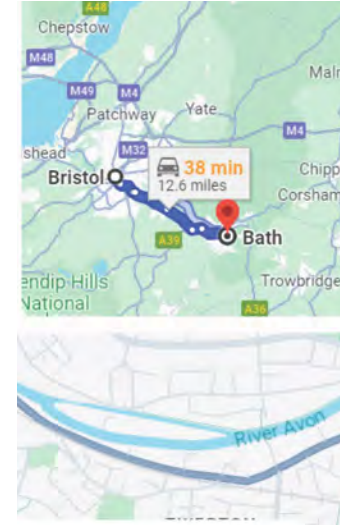 A48
Chepstow
M48
M49
M4
Patchway
Yate
M4
shead
M32
38 min
12.6 miles
Chipp
Bristol
Corsham
A39
Bath
endip Hills
National
Trowbridge
A36
River Avon